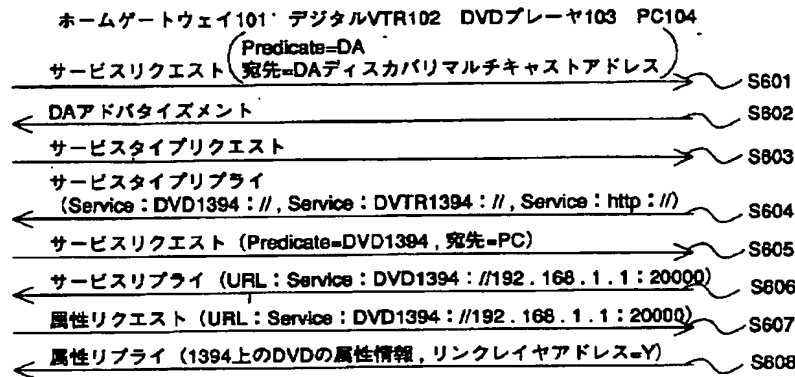 ホームゲートウェイ101 デジタルVTR102 DVDプレーヤ103 PC104
サービスリクエスト(Predicate=DA
宛先=DAディスカバリマルチキャストアドレス) S601
DAアドバタイズメント S602
サービスタイプリクエスト S603
サービスタイプリプライ
(Service:DVD1394://, Service:DVTR1394://, Service:http://) S604
サービスリクエスト (Predicate=DVD1394, 宛先=PC) S605
サービスリプライ (URL:Service:DVD1394://192.168.1.1:20000) S606
属性リクエスト (URL:Service:DVD1394://192.168.1.1:20000) S607
属性リプライ (1394上のDVDの属性情報, リンクレイヤアドレス=Y) S608